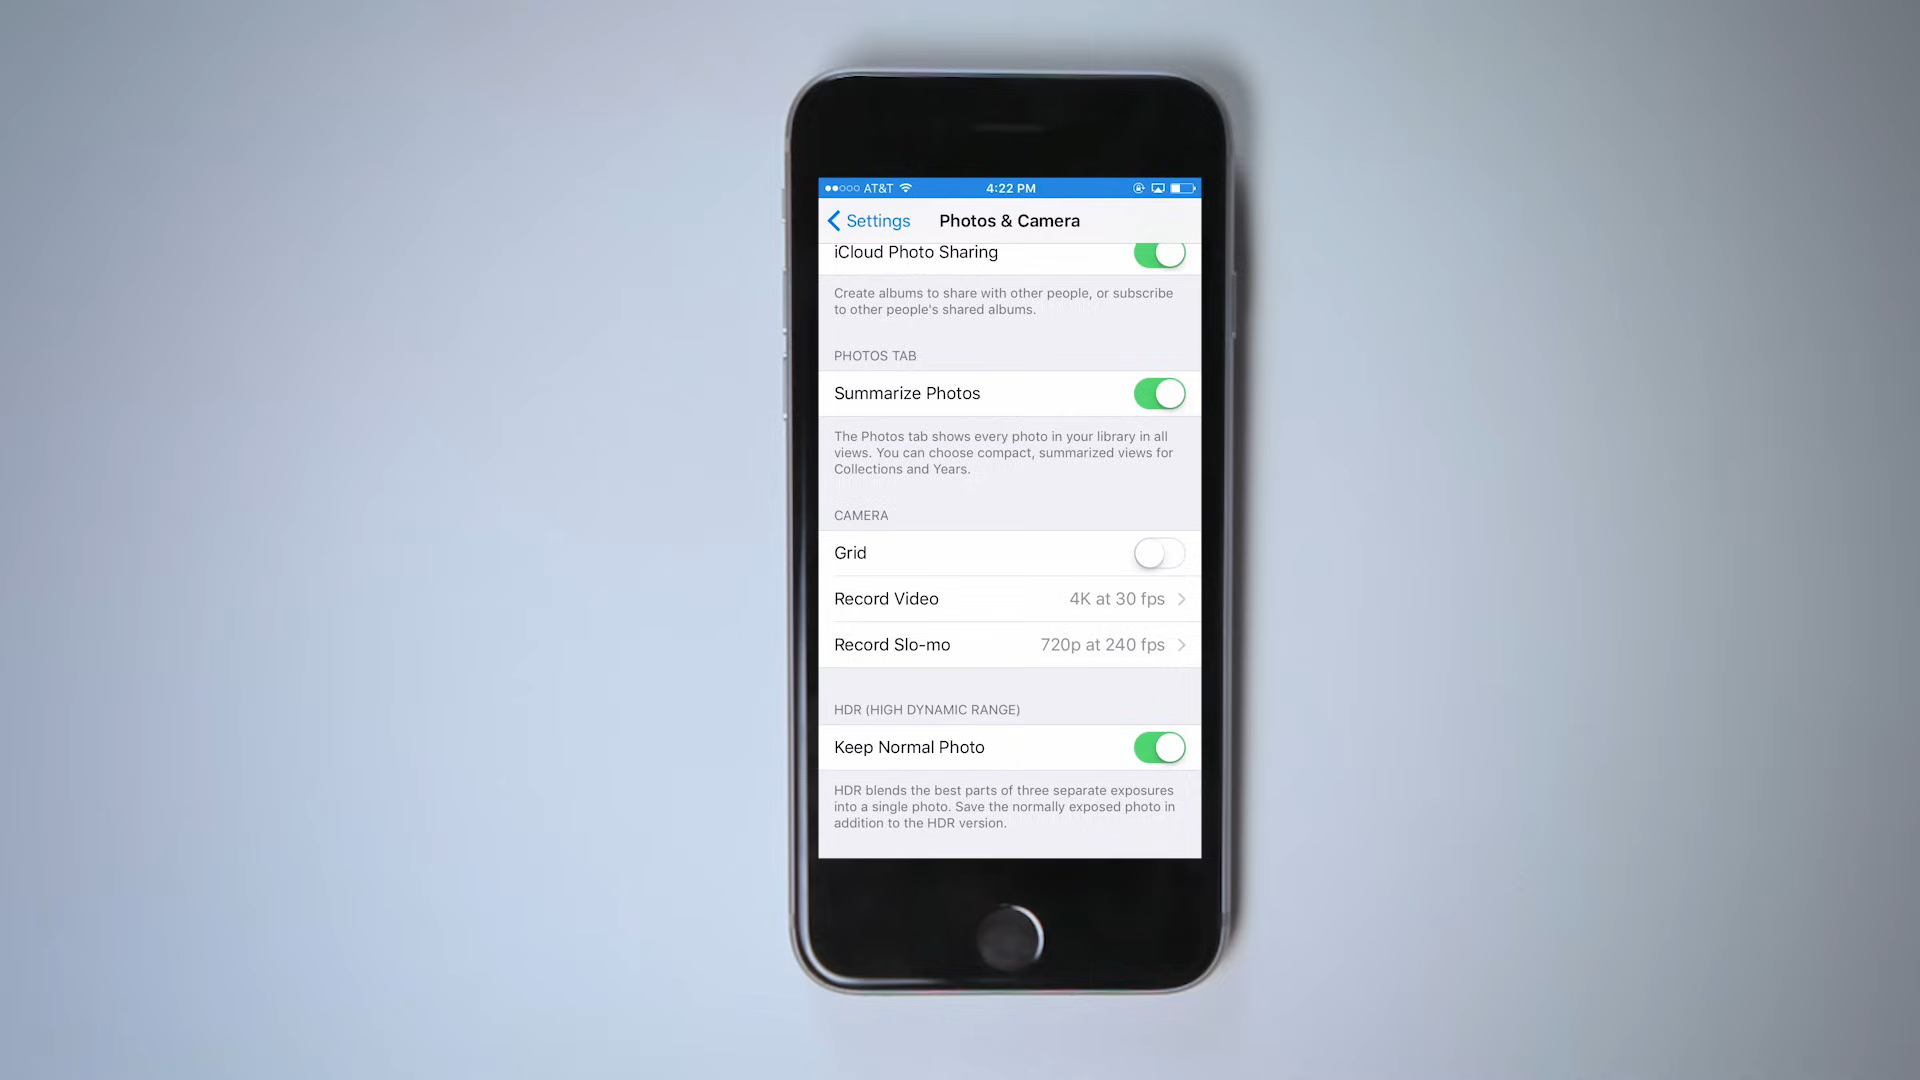 AT&T
4:22 PM
Settings
Photos & Camera
iCloud Photo Sharing
Create albums to share with other people, or subscribe
to other people's shared albums.
PHOTOS TAB
Summarize Photos
The Photos tab shows every photo in your library in all
views. You can choose compact, summarized views for
Collections and Years.
CAMERA
Grid
Record Video
4K at 30 fps
Record Slo-mo
720p at 240 fps
HDR (HIGH DYNAMIC RANGE)
Keep Normal Photo
HDR blends the best parts of three separate exposures
into a single photo. Save the normally exposed photo in
addition to the HDR version.